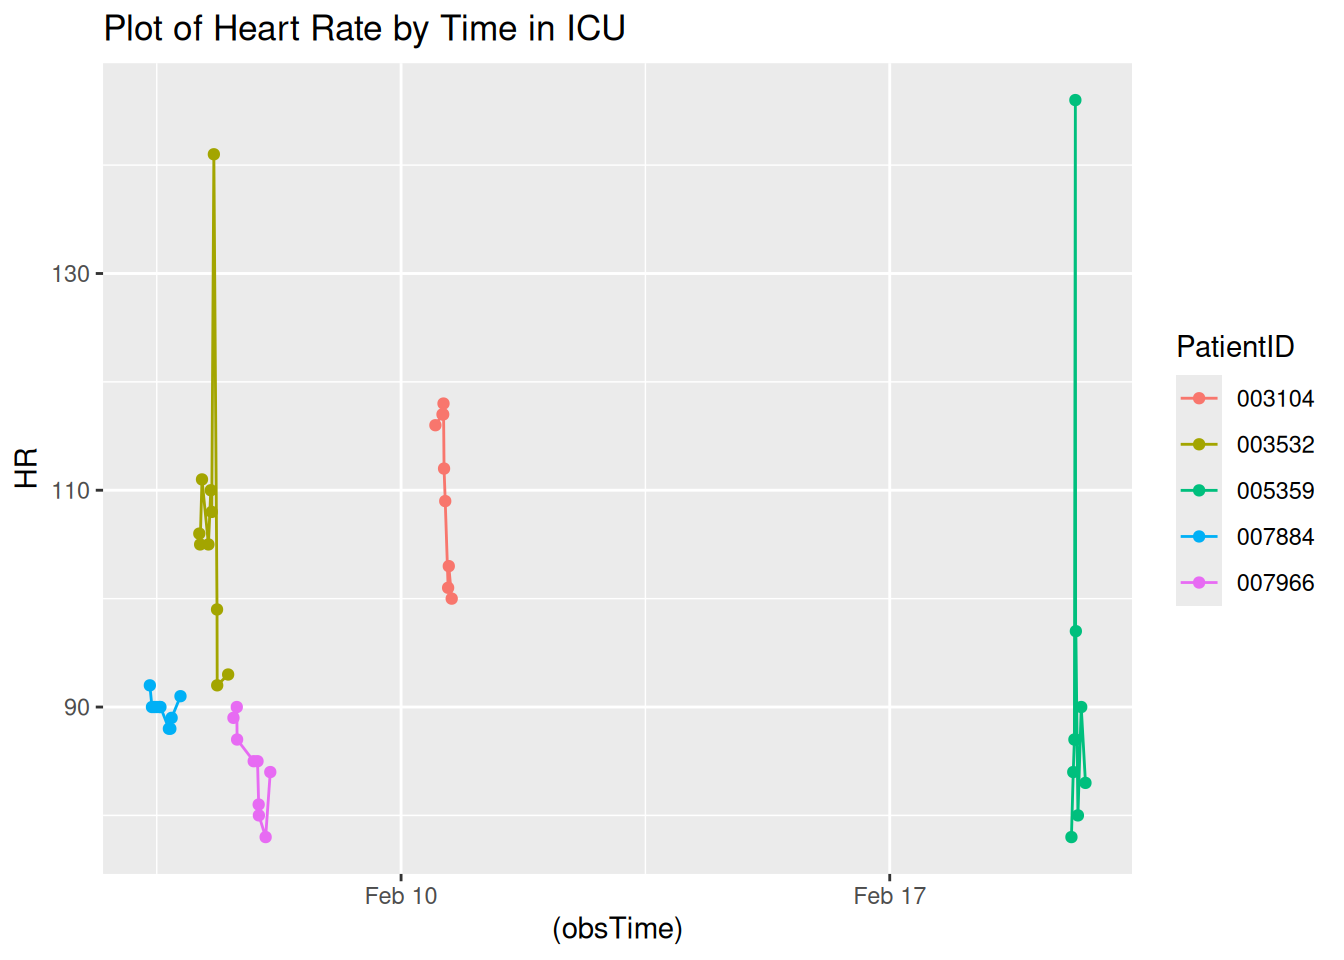 Plot of Heart Rate by Time in ICU
HR
130
110
90
Feb 10
Feb 17
(obsTime)
PatientID
003104
003532
005359
007884
007966